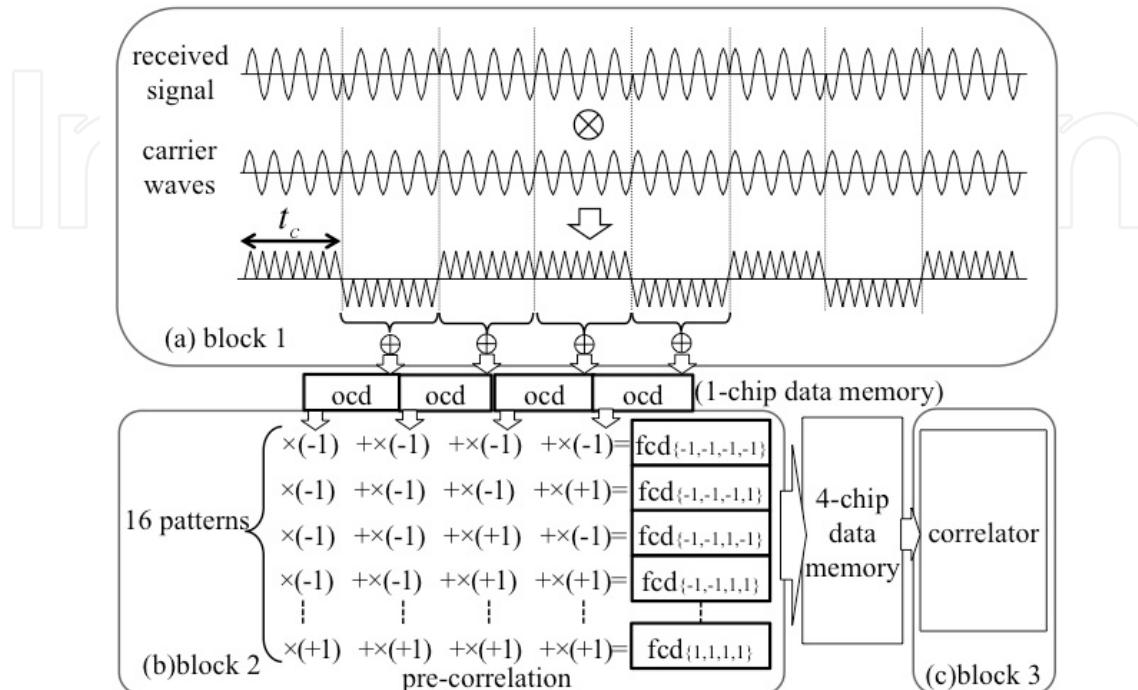 received
signal
⊗
carrier
waves
t_c
(a) block 1
⊕ ⊕ ⊕ ⊕
ocd ocd ocd ocd (1-chip data memory)
16 patterns
×(-1) +×(-1) +×(-1) +×(-1)= fcd{-1,-1,-1,-1}
×(-1) +×(-1) +×(-1) +×(+1)= fcd{-1,-1,-1,1}
×(-1) +×(-1) +×(+1) +×(-1)= fcd{-1,-1,1,-1}
×(-1) +×(-1) +×(+1) +×(+1)= fcd{-1,-1,1,1}
×(+1) +×(+1) +×(+1) +×(+1)= fcd{1,1,1,1}
(b)block 2
pre-correlation
4-chip
data
memory
correlator
(c)block 3